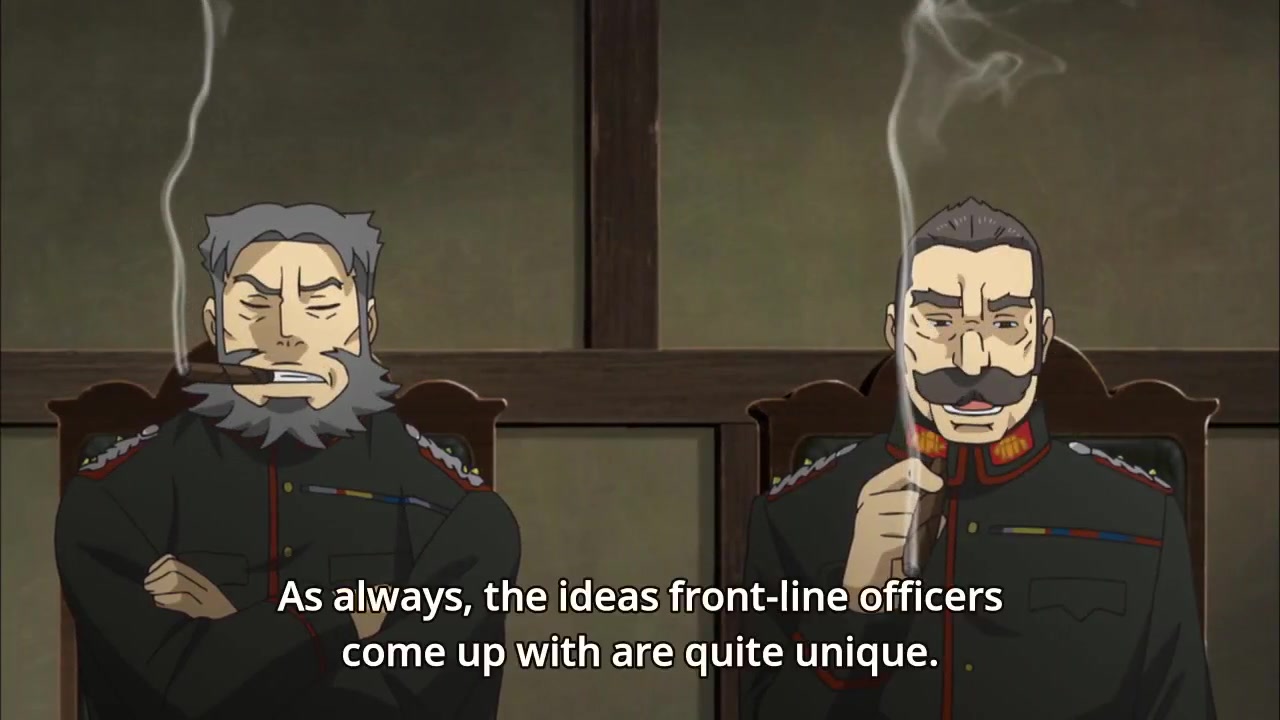 As always, the ideas front-line officers
come up with are quite unique.